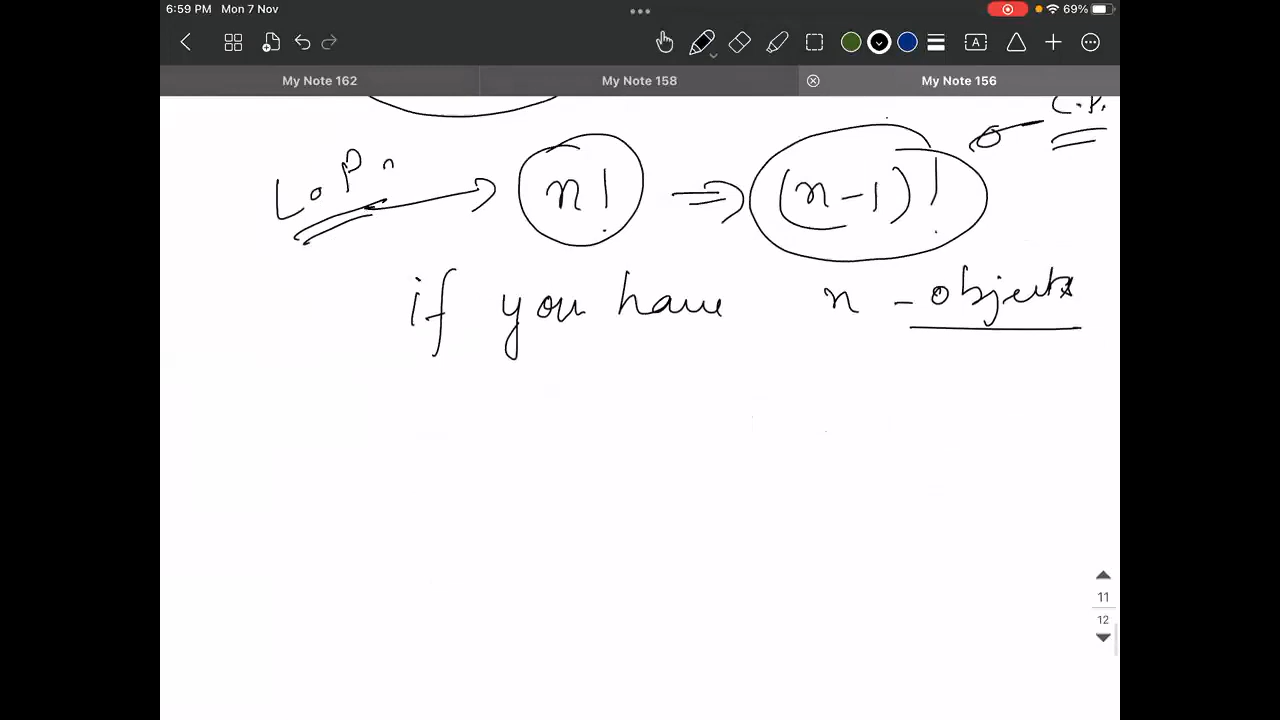 6:59 PM Mon 7 Nov 69%
My Note 162 My Note 158 My Note 156
C.P.
L.P. n! ⇒ (n-1)!
if you have n - objects
11
12